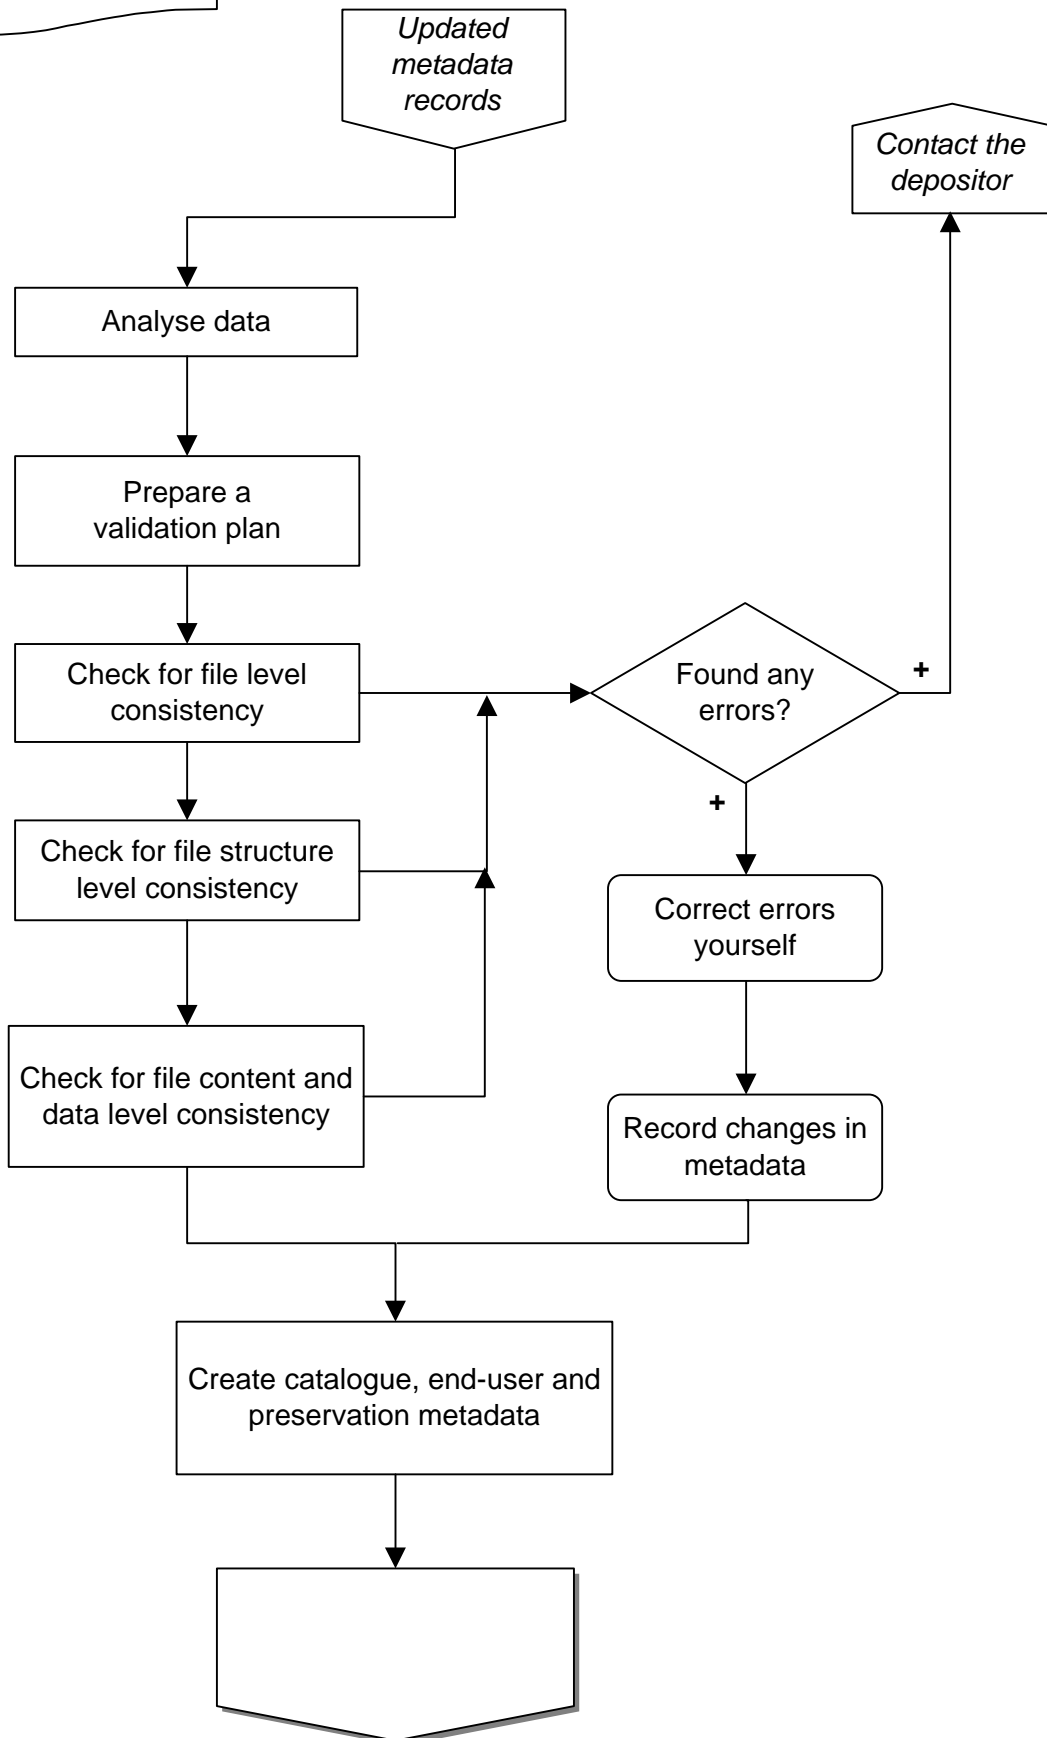 Updated
metadata
records
Contact the
depositor
Analyse data
Prepare a
validation plan
Check for file level
consistency
Found any
errors?
+
+
Check for file structure
level consistency
Correct errors
yourself
Check for file content and
data level consistency
Record changes in
metadata
Create catalogue, end-user and
preservation metadata